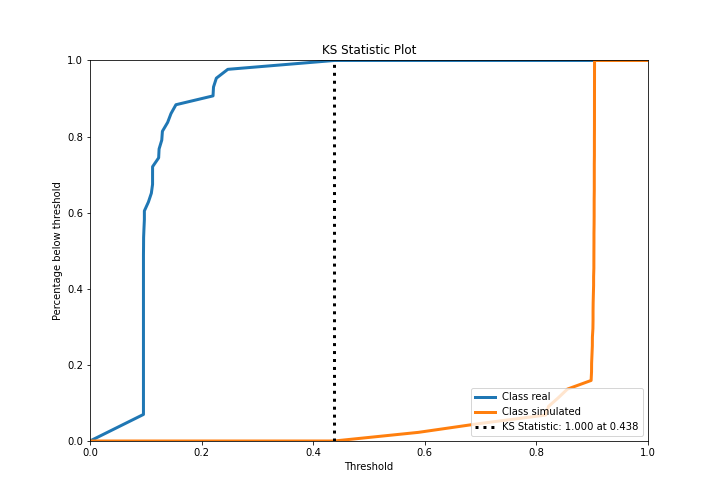 KS Statistic Plot
1.0
0.8
0.6
0.4
0.2
0.0
Percentage below threshold
0.0 0.2 0.4 0.6 0.8 1.0
Threshold
Class real
Class simulated
KS Statistic: 1.000 at 0.438